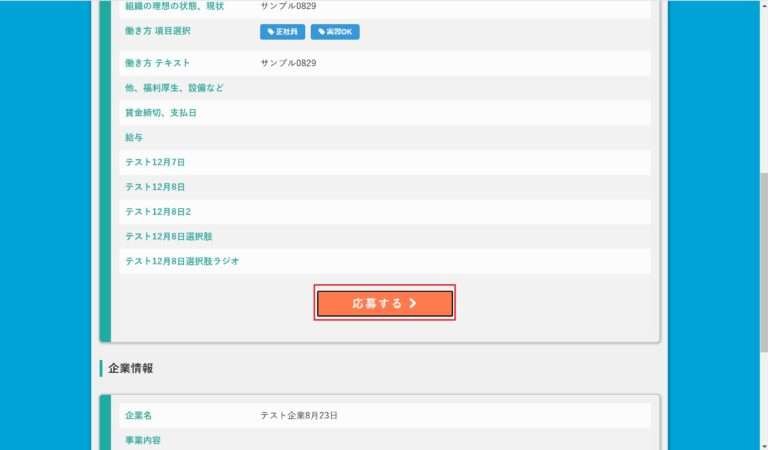 組織の理想の状態、現状 サンプル0829
働き方 項目選択 正社員 実習OK
働き方 テキスト サンプル0829
他、福利厚生、設備など
賃金締切、支払日
給与
テスト12月7日
テスト12月8日
テスト12月8日2
テスト12月8日選択肢
テスト12月8日選択肢ラジオ
応募する
企業情報
企業名 テスト企業8月23日
事業内容